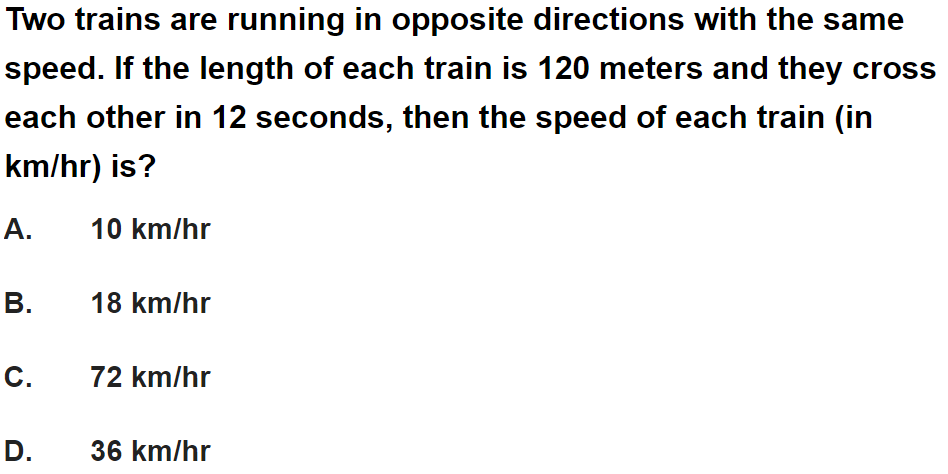 Two trains are running in opposite directions with the same
speed. If the length of each train is 120 meters and they cross
each other in 12 seconds, then the speed of each train (in
km/hr) is?
A. 10 km/hr
B. 18 km/hr
C. 72 km/hr
D. 36 km/hr